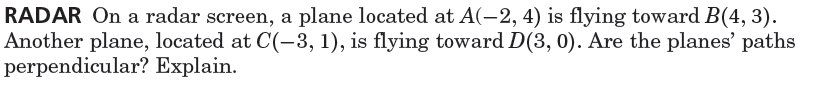 RADAR On a radar screen, a plane located at A(−2, 4) is flying toward B(4, 3).
Another plane, located at C(−3, 1), is flying toward D(3, 0). Are the planes’ paths
perpendicular? Explain.